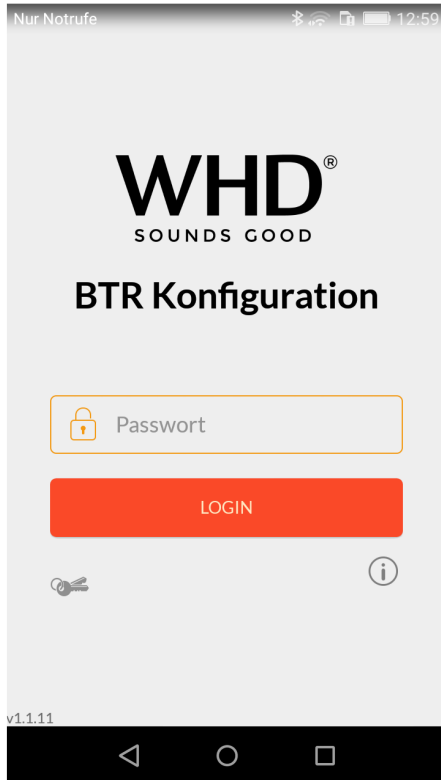 Nur Notrufe 12:59
WHD®
SOUNDS GOOD
BTR Konfiguration
Passwort
LOGIN
v1.1.11